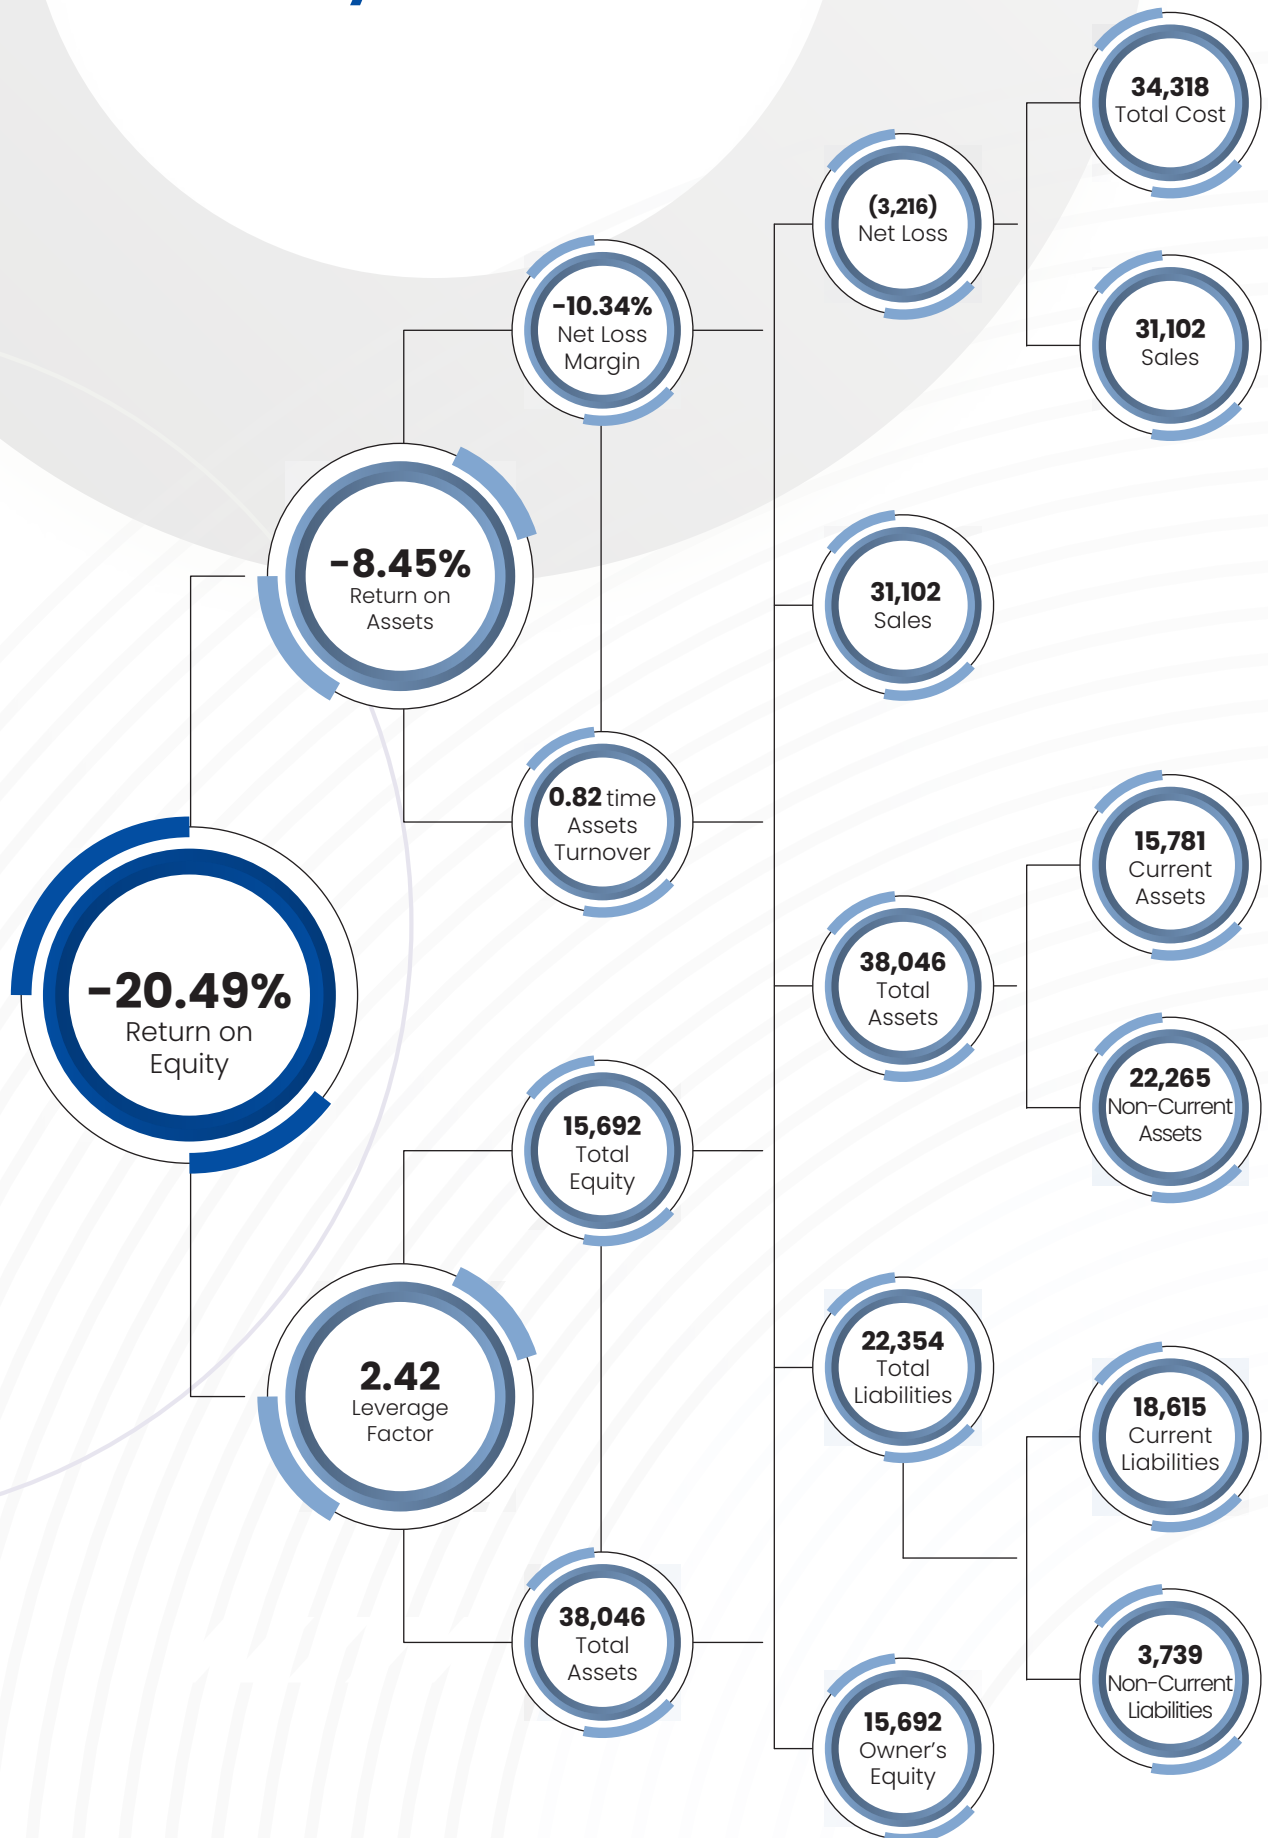 34,318
Total Cost
(3,216)
Net Loss
-10.34%
Net Loss
Margin
31,102
Sales
-8.45%
Return on
Assets
31,102
Sales
0.82 time
Assets
Turnover
15,781
Current
Assets
-20.49%
Return on
Equity
38,046
Total
Assets
22,265
Non-Current
Assets
15,692
Total
Equity
2.42
Leverage
Factor
22,354
Total
Liabilities
18,615
Current
Liabilities
38,046
Total
Assets
3,739
Non-Current
Liabilities
15,692
Owner's
Equity